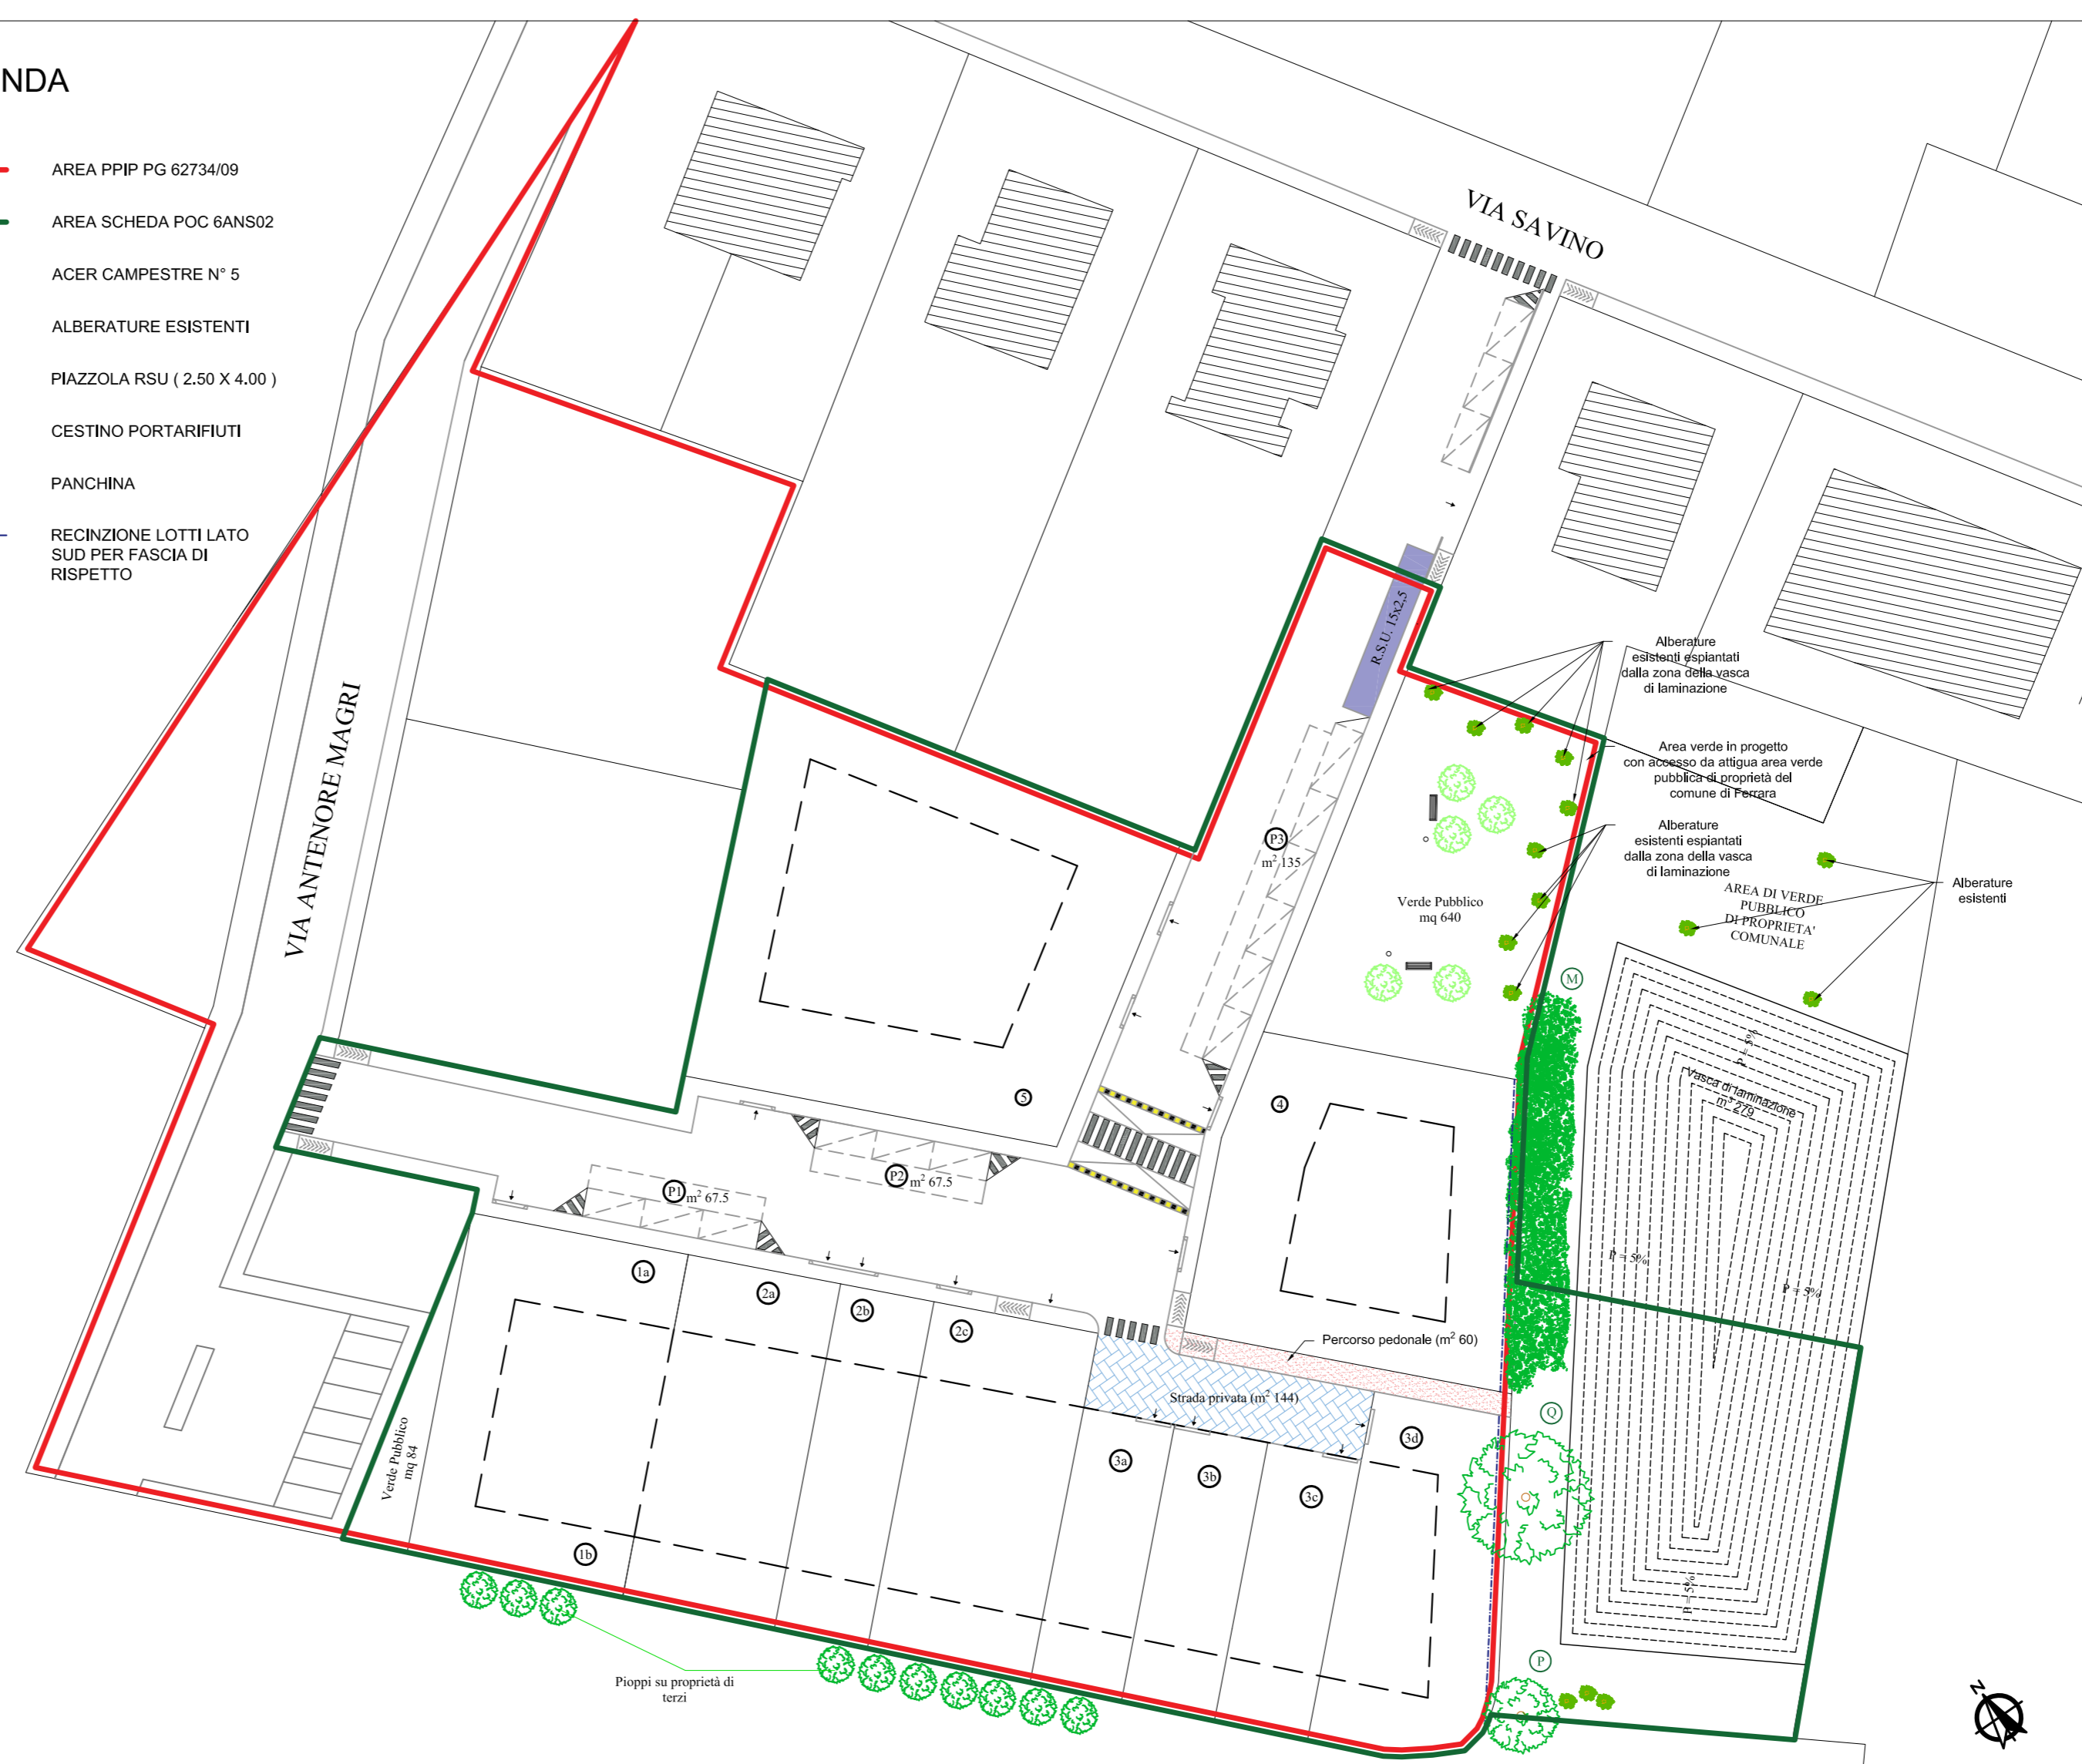 NDA
AREA PPIP PG 62734/09
AREA SCHEDA POC 6ANS02
ACER CAMPESTRE N° 5
ALBERATURE ESISTENTI
PIAZZOLA RSU ( 2.50 X 4.00 )
CESTINO PORTARIFIUTI
PANCHINA
RECINZIONE LOTTI LATO
SUD PER FASCIA DI
RISPETTO
VIA SAVINO
VIA ANTENORE MAGRI
R.S.U. 15x2,5
Alberature
esistenti espiantati
dalla zona della vasca
di laminazione
Area verde in progetto
con accesso da attigua area verde
pubblica di proprietà del
comune di Ferrara
Alberature
esistenti espiantati
dalla zona della vasca
di laminazione
Alberature
esistenti
AREA DI VERDE
PUBBLICO
DI PROPRIETA'
COMUNALE
P3
m² 135
Verde Pubblico
mq 640
M
P = 5%
Vasca di laminazione
m³ 279
5
4
P1 m² 67.5
P2 m² 67.5
P = 5%
P = 5%
1a
2a
2b
2c
Percorso pedonale (m² 60)
Strada privata (m² 144)
Q
3a
3b
3c
3d
Verde Pubblico
mq 84
1b
P = 5%
P
Pioppi su proprietà di
terzi
N